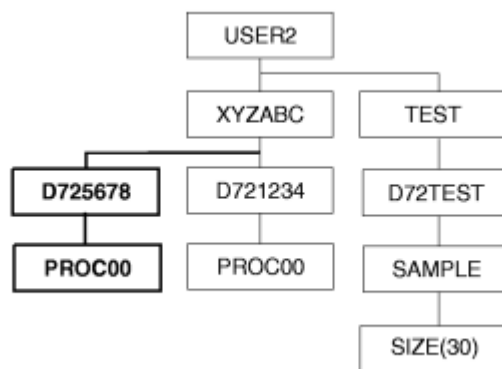 USER2
XYZABC TEST
D725678 D721234 D72TEST
PROC00 PROC00 SAMPLE
SIZE(30)